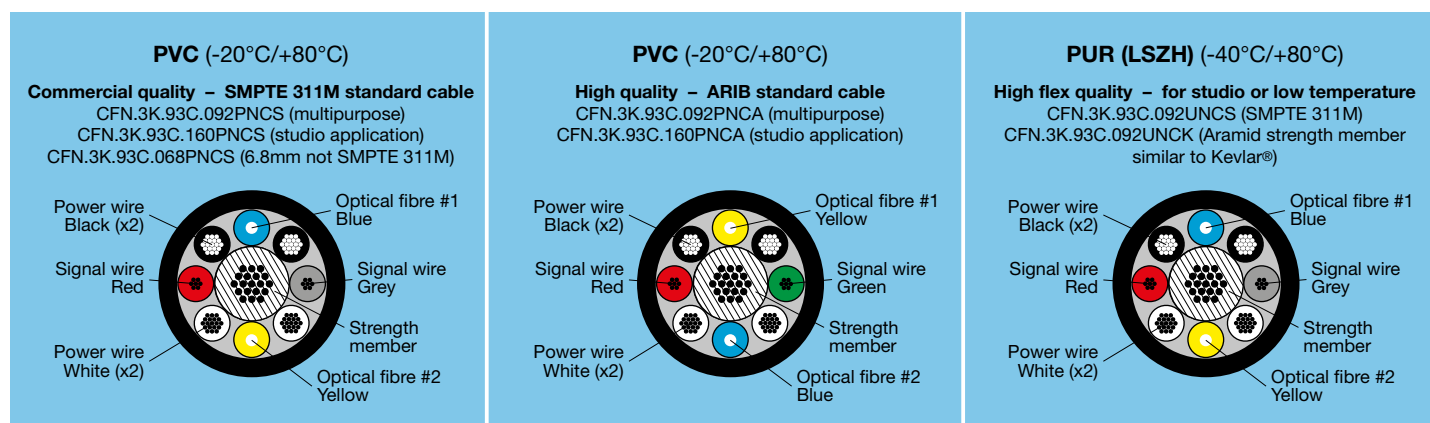 PVC (-20°C/+80°C)
Commercial quality – SMPTE 311M standard cable
CFN.3K.93C.092PNCS (multipurpose)
CFN.3K.93C.160PNCS (studio application)
CFN.3K.93C.068PNCS (6.8mm not SMPTE 311M)
Power wire
Black (x2)
Optical fibre #1
Blue
Signal wire
Red
Signal wire
Grey
Strength
member
Power wire
White (x2)
Optical fibre #2
Yellow
PVC (-20°C/+80°C)
High quality – ARIB standard cable
CFN.3K.93C.092PNCA (multipurpose)
CFN.3K.93C.160PNCA (studio application)
Power wire
Black (x2)
Optical fibre #1
Yellow
Signal wire
Red
Signal wire
Green
Strength
member
Power wire
White (x2)
Optical fibre #2
Blue
PUR (LSZH) (-40°C/+80°C)
High flex quality – for studio or low temperature
CFN.3K.93C.092UNCS (SMPTE 311M)
CFN.3K.93C.092UNCK (Aramid strength member
similar to Kevlar®)
Power wire
Black (x2)
Optical fibre #1
Blue
Signal wire
Red
Signal wire
Grey
Strength
member
Power wire
White (x2)
Optical fibre #2
Yellow